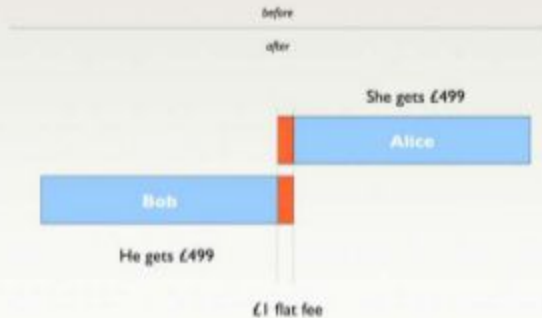 before
after
She gets £499
Alice
Bob
He gets £499
£1 flat fee